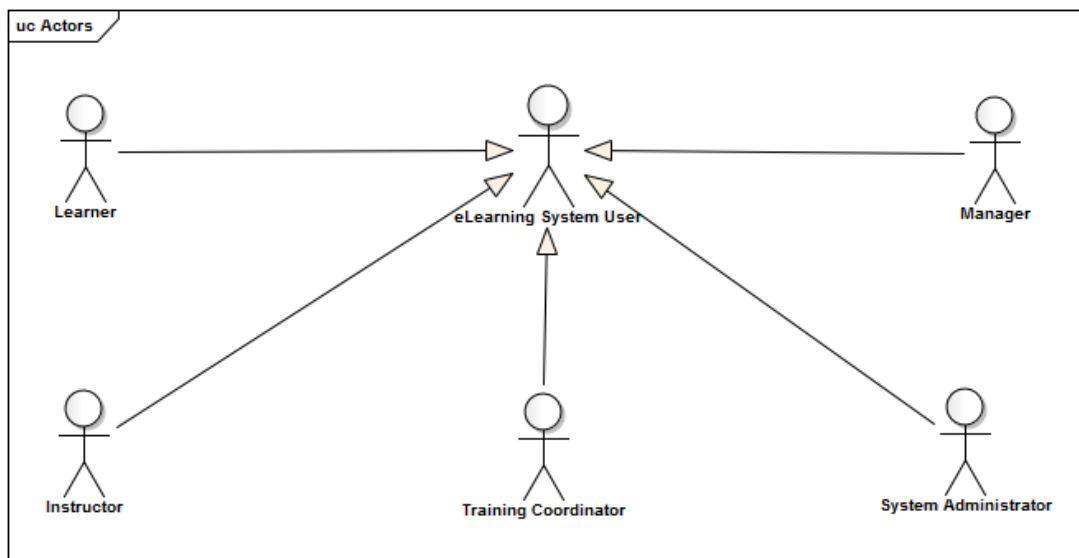 uc Actors
Learner
eLearning System User
Manager
Instructor
Training Coordinator
System Administrator